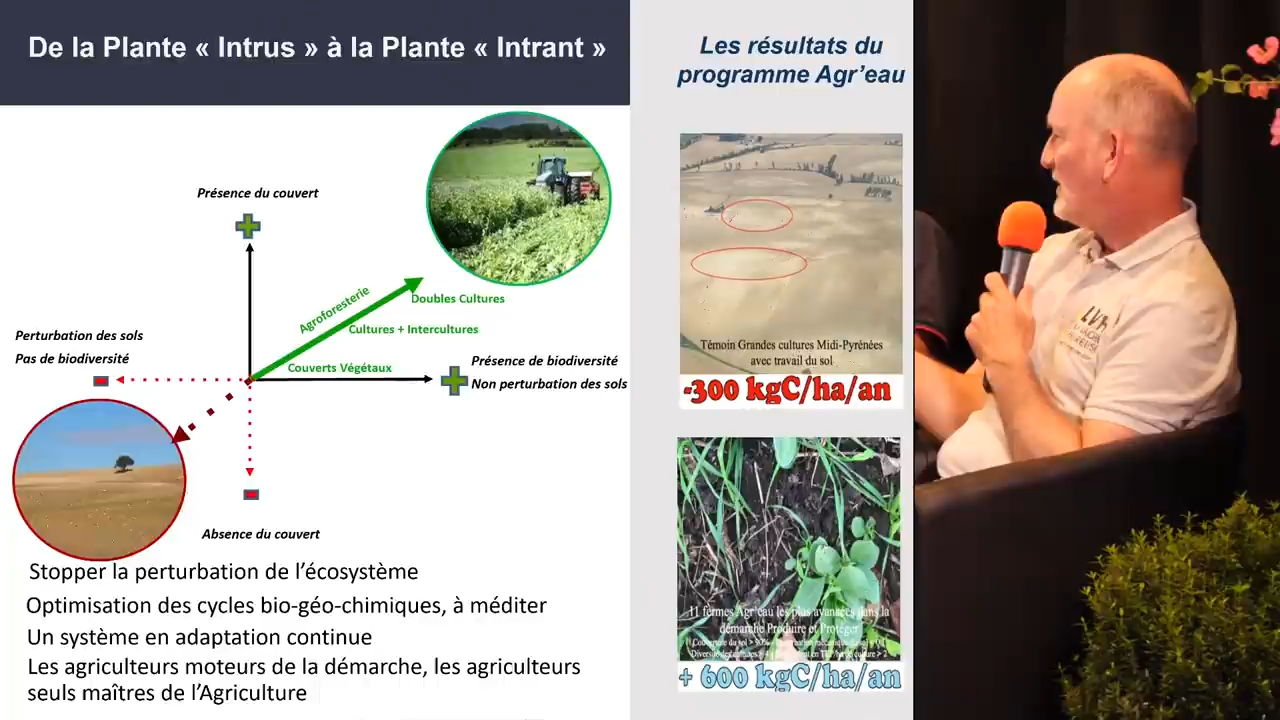 De la Plante « Intrus » à la Plante « Intrant »
Les résultats du
programme Agr’eau
Présence du couvert
Agroforesterie
Doubles Cultures
Cultures + Intercultures
Couverts Végétaux
Perturbation des sols
Pas de biodiversité
Présence de biodiversité
Non perturbation des sols
Absence du couvert
Stopper la perturbation de l’écosystème
Optimisation des cycles bio-géo-chimiques, à méditer
Un système en adaptation continue
Les agriculteurs moteurs de la démarche, les agriculteurs
seuls maîtres de l’Agriculture
Témoin Grandes cultures Midi-Pyrénées
avec travail du sol
-300 kgC/ha/an
11 fermes Agr’eau les plus avancées dans la
démarche Produire et Protéger
Couverture du sol > 90%
+ 600 kgC/ha/an